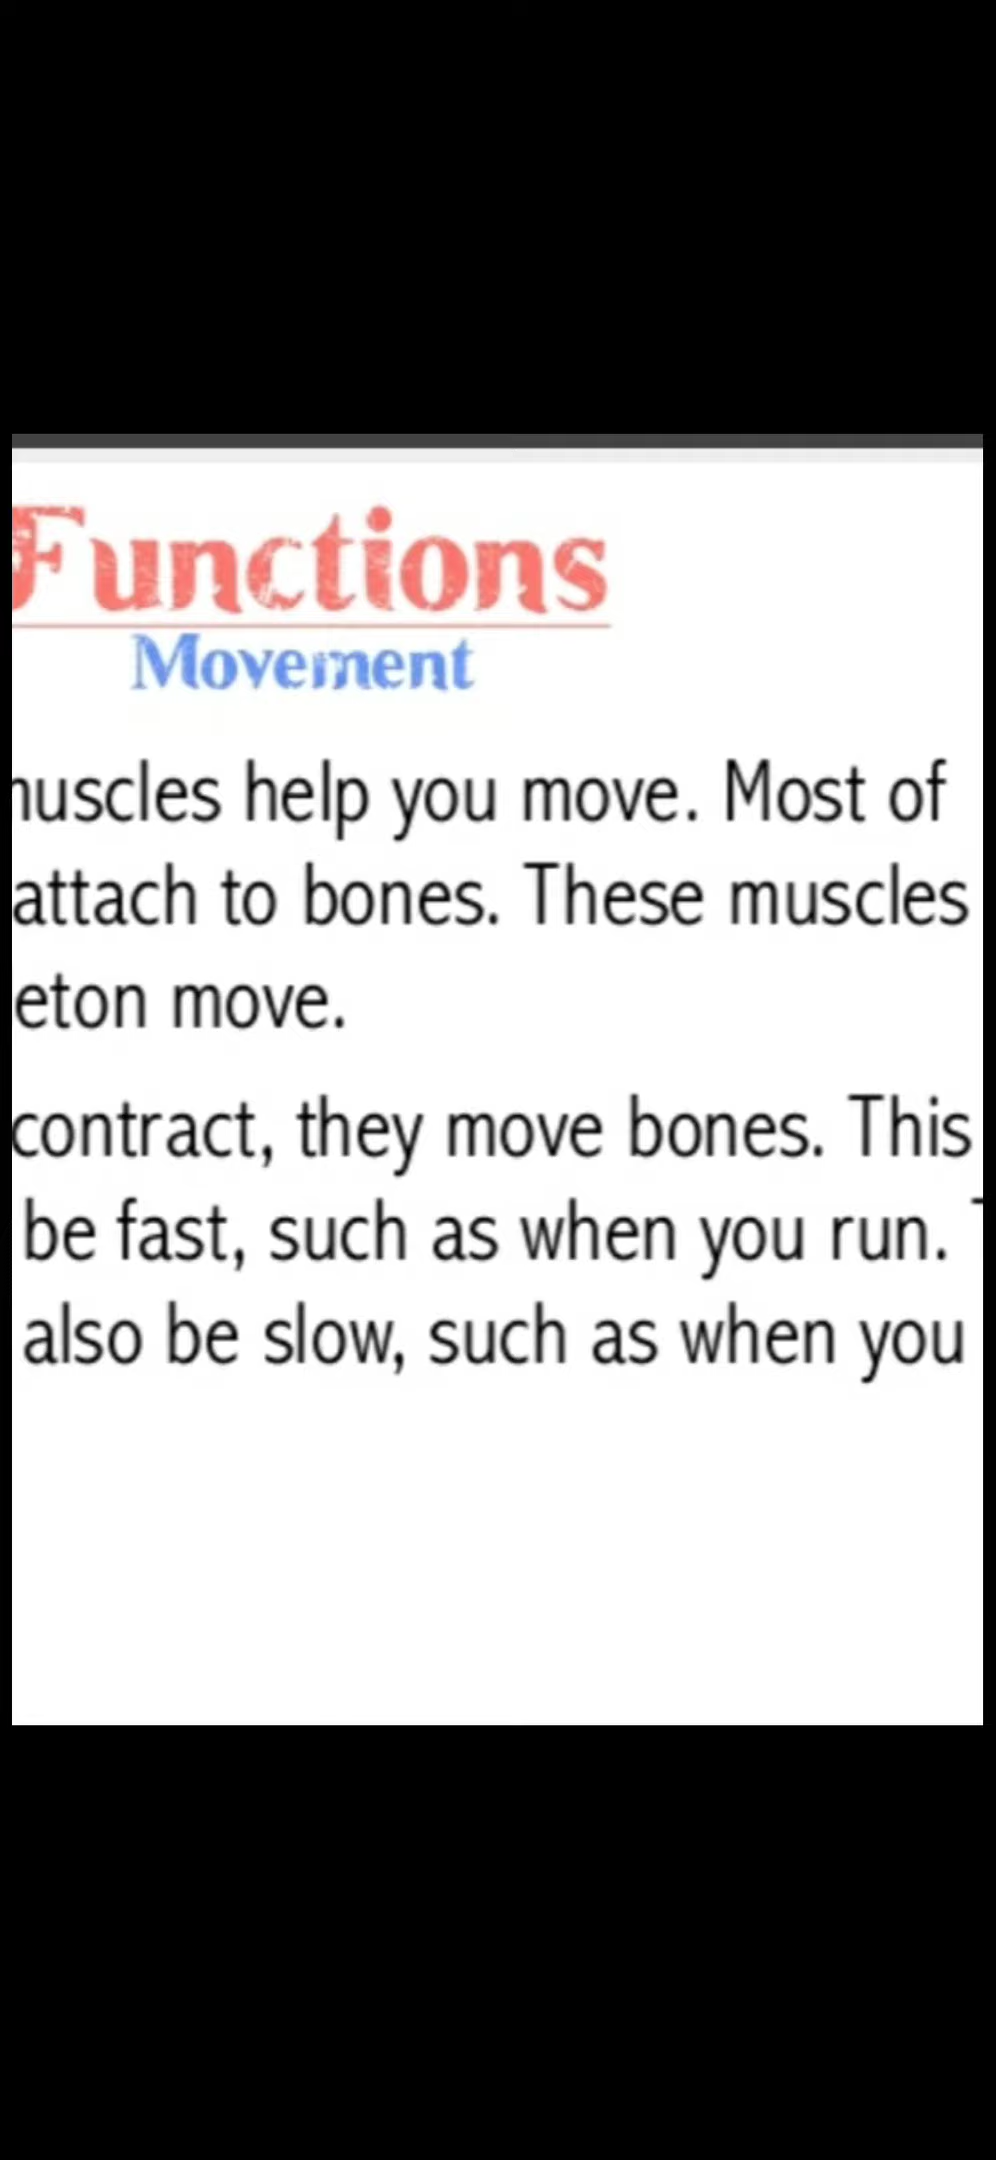 Functions
Movement
muscles help you move. Most of
attach to bones. These muscles
eton move.
contract, they move bones. This
be fast, such as when you run.
also be slow, such as when you